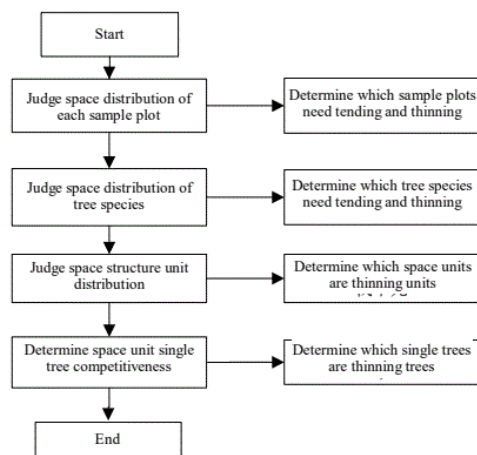 Start
Judge space distribution of
each sample plot
Determine which sample plots
need tending and thinning
Judge space distribution of
tree species
Determine which tree species
need tending and thinning
Judge space structure unit
distribution
Determine which space units
are thinning units
Determine space unit single
tree competitiveness
Determine which single trees
are thinning trees
End